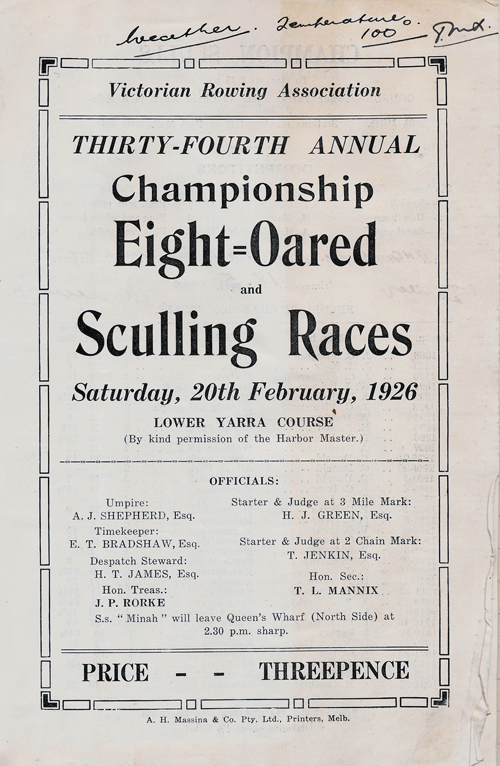 Weather. Temperature. 100
Victorian Rowing Association
THIRTY-FOURTH ANNUAL
Championship
Eight=Oared
and
Sculling Races
Saturday, 20th February, 1926
LOWER YARRA COURSE
(By kind permission of the Harbor Master.)
OFFICIALS:
Umpire:
A. J. SHEPHERD, Esq.
Timekeeper:
E. T. BRADSHAW, Esq.
Despatch Steward:
H. T. JAMES, Esq.
Hon. Treas.:
J. P. RORKE
Starter & Judge at 3 Mile Mark:
H. J. GREEN, Esq.
Starter & Judge at 2 Chain Mark:
T. JENKIN, Esq.
Hon. Sec.:
T. L. MANNIX
S.s. "Minah" will leave Queen's Wharf (North Side) at
2.30 p.m. sharp.
PRICE - - THREEPENCE
A. H. Massina & Co. Pty. Ltd., Printers, Melb.